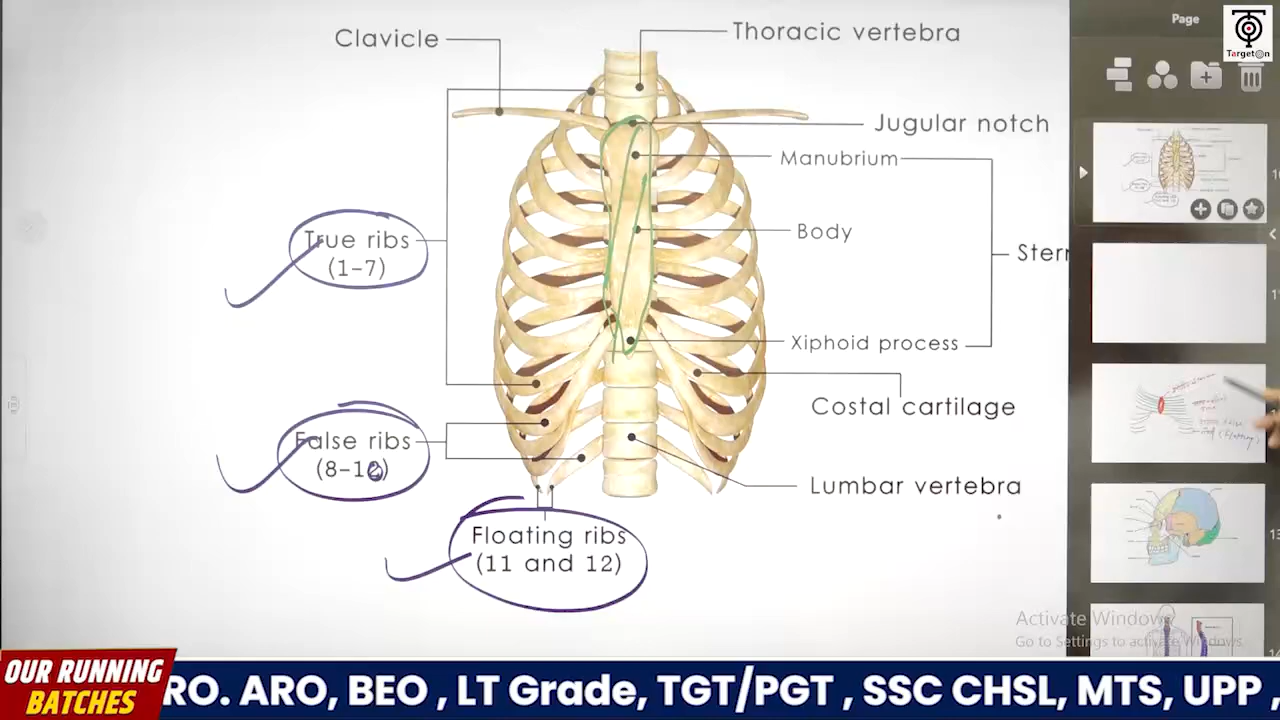 Clavicle
Thoracic vertebra
Page
TargetOn
Jugular notch
Manubrium
True ribs
(1-7)
Body
Stern
Xiphoid process
Costal cartilage
False ribs
(8-12)
Lumbar vertebra
Floating ribs
(11 and 12)
Activate Windows
Go to Settings to activate Windows.
OUR RUNNING
BATCHES
RO. ARO, BEO , LT Grade, TGT/PGT , SSC CHSL, MTS, UPP ,